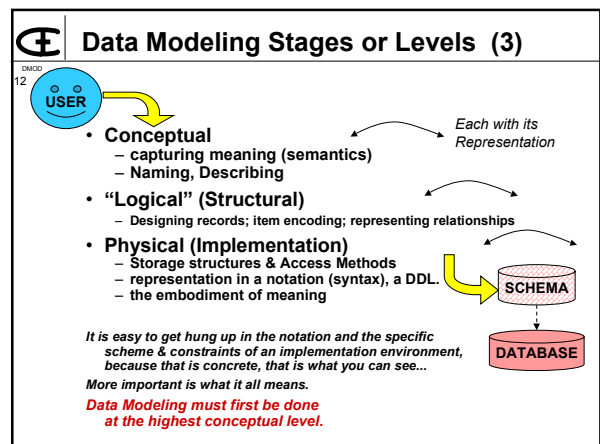 Data Modeling Stages or Levels (3)
DMOD
12
USER
• Conceptual
– capturing meaning (semantics)
– Naming, Describing
Each with its
Representation
• “Logical” (Structural)
– Designing records; item encoding; representing relationships
• Physical (Implementation)
– Storage structures & Access Methods
– representation in a notation (syntax), a DDL.
– the embodiment of meaning
SCHEMA
DATABASE
It is easy to get hung up in the notation and the specific
scheme & constraints of an implementation environment,
because that is concrete, that is what you can see...
More important is what it all means.
Data Modeling must first be done
at the highest conceptual level.